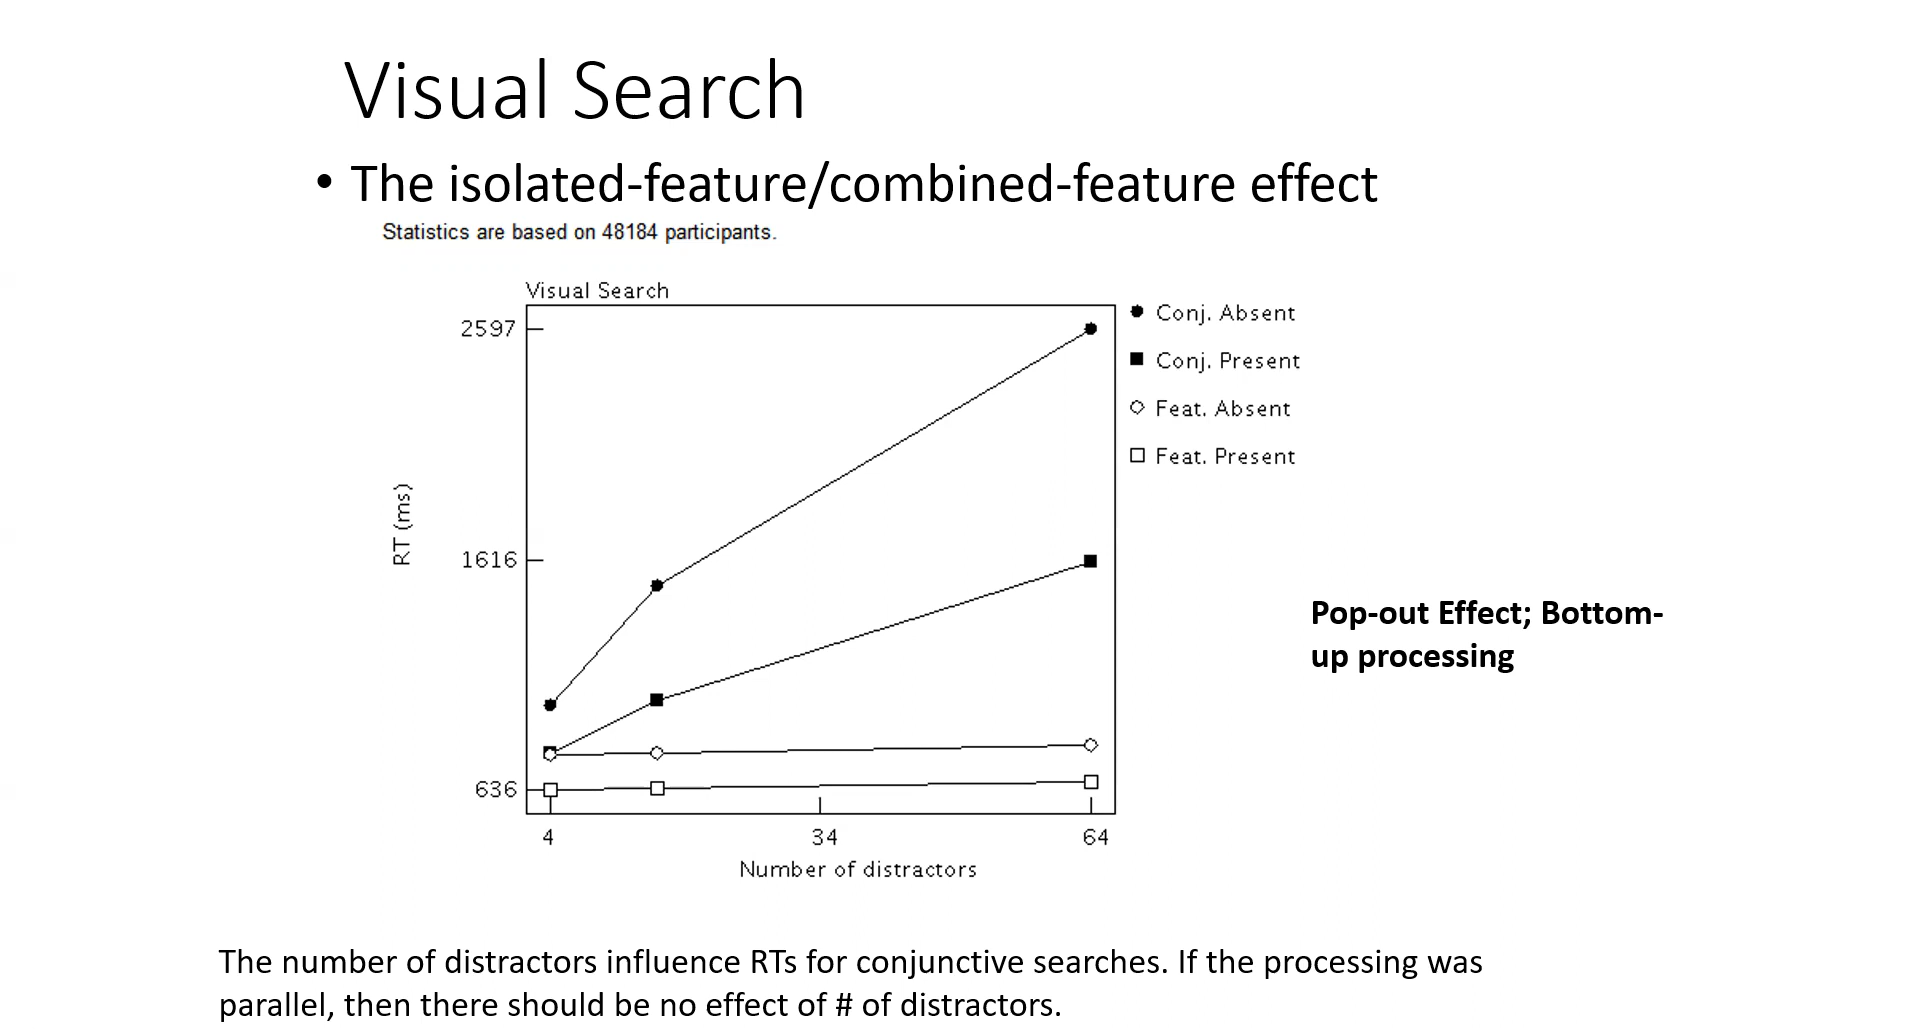 Visual Search
• The isolated-feature/combined-feature effect
Statistics are based on 48184 participants.
Visual Search
2597
1616
636
RT (ms)
4
34
64
Number of distractors
Conj. Absent
Conj. Present
Feat. Absent
Feat. Present
Pop-out Effect; Bottom-
up processing
The number of distractors influence RTs for conjunctive searches. If the processing was
parallel, then there should be no effect of # of distractors.